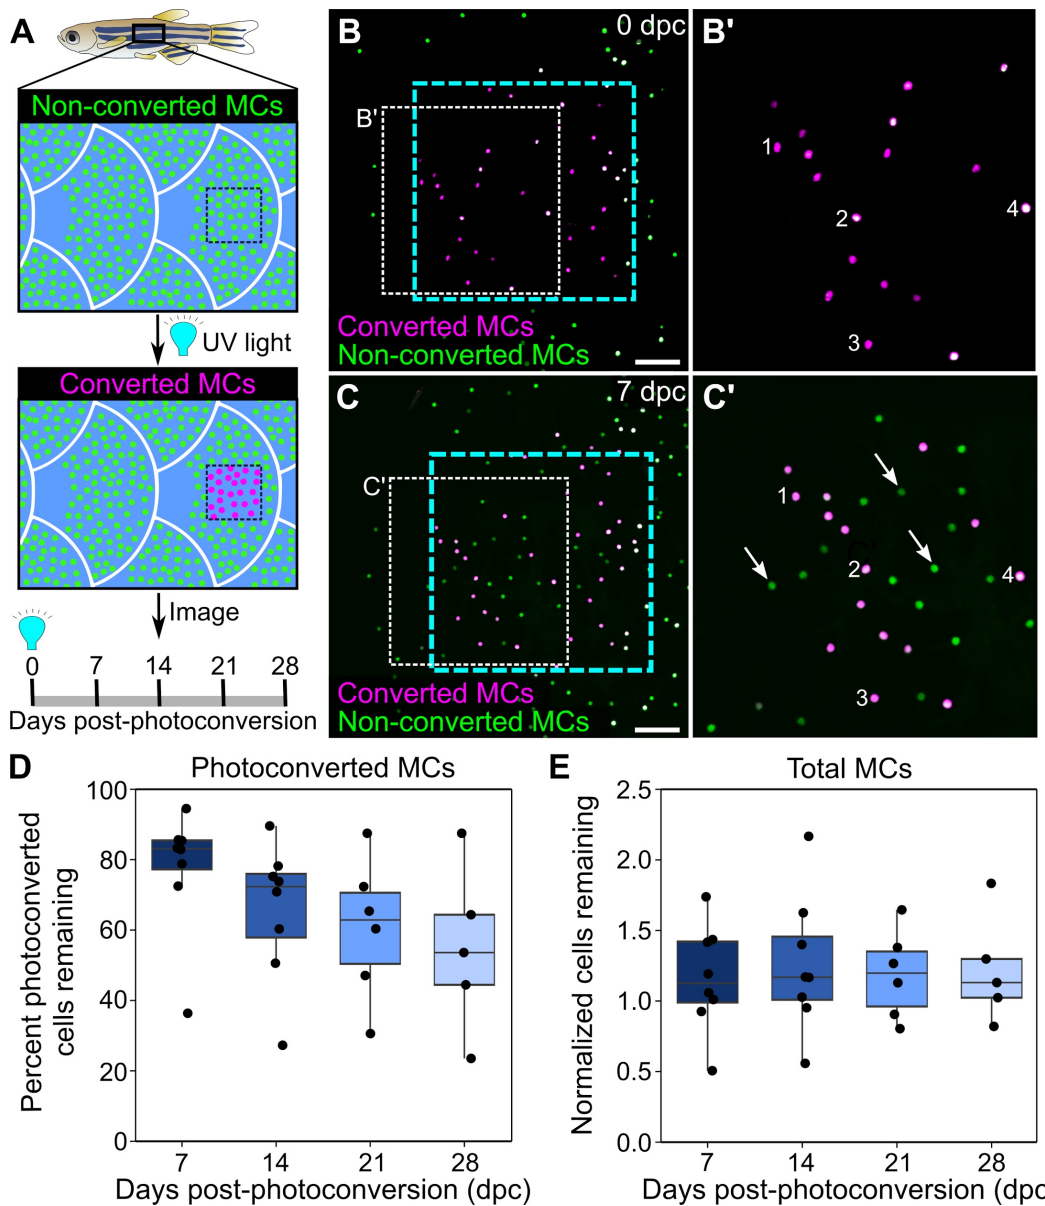 A
Non-converted MCs
UV light
Converted MCs
Image
0 7 14 21 28
Days post-photoconversion
B
0 dpc
B'
Converted MCs
Non-converted MCs
B'
1
2
3
4
C
7 dpc
C'
Converted MCs
Non-converted MCs
C'
1
2
3
4
D
Photoconverted MCs
Percent photoconverted
cells remaining
100
80
60
40
20
0
7 14 21 28
Days post-photoconversion (dpc)
E
Total MCs
Normalized cells remaining
2.5
2.0
1.5
1.0
0.5
0.0
7 14 21 28
Days post-photoconversion (dpc